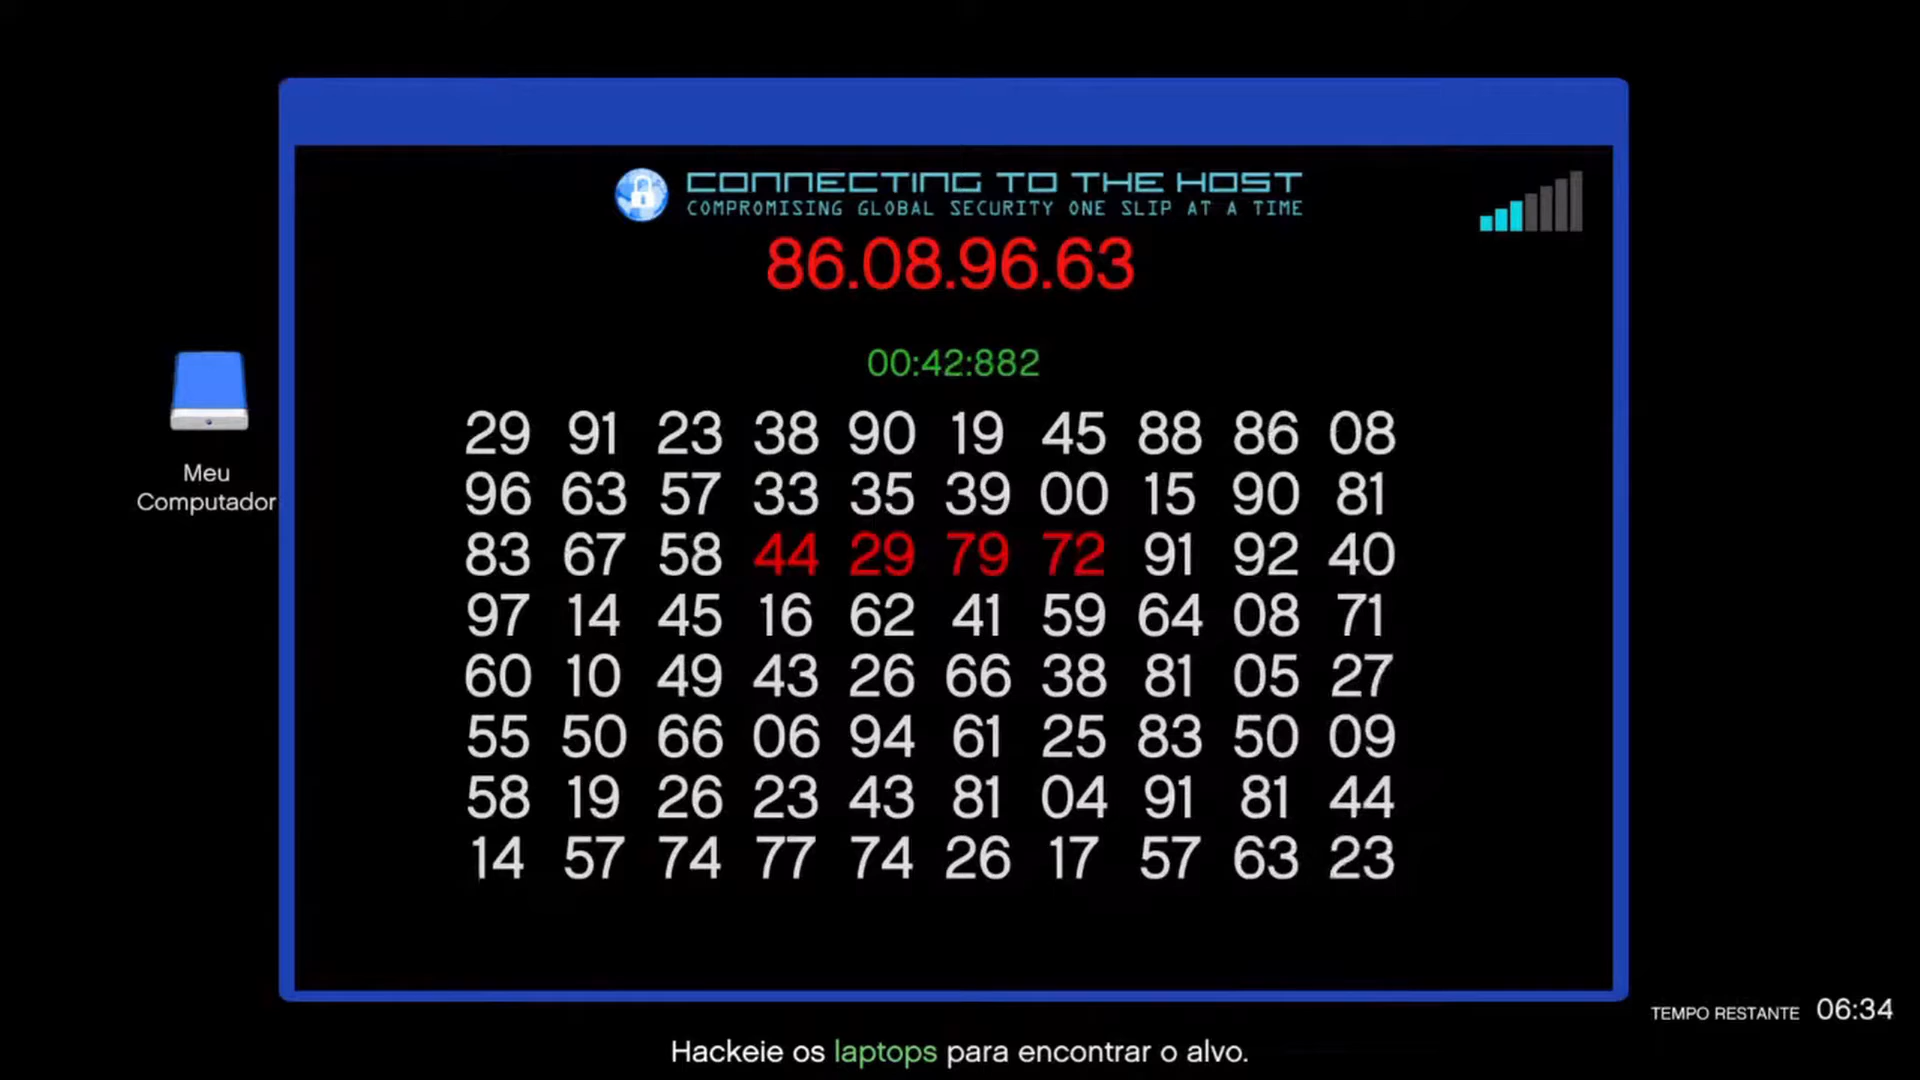 CONNECTING TO THE HOST
COMPROMISING GLOBAL SECURITY ONE SLIP AT A TIME
86.08.96.63
00:42:882
29 91 23 38 90 19 45 88 86 08
96 63 57 33 35 39 00 15 90 81
83 67 58 44 29 79 72 91 92 40
97 14 45 16 62 41 59 64 08 71
60 10 49 43 26 66 38 81 05 27
55 50 66 06 94 61 25 83 50 09
58 19 26 23 43 81 04 91 81 44
14 57 74 77 74 26 17 57 63 23
Meu
Computador
TEMPO RESTANTE 06:34
Hackeie os laptops para encontrar o alvo.